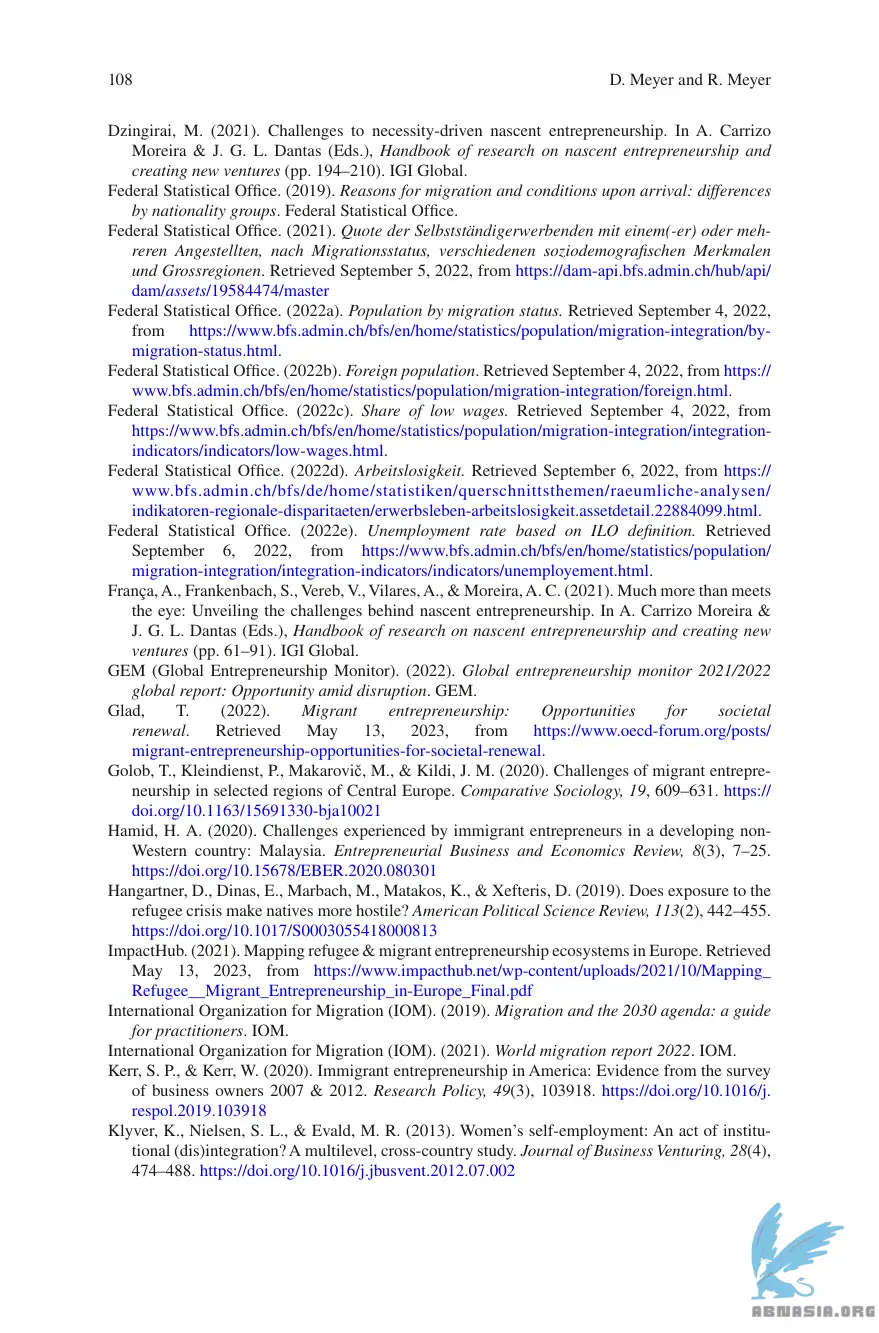 108
D. Meyer and R. Meyer
Dzingirai, M. (2021). Challenges to necessity-driven nascent entrepreneurship. In A. Carrizo
Moreira & J. G. L. Dantas (Eds.), Handbook of research on nascent entrepreneurship and
creating new ventures (pp. 194–210). IGI Global.
Federal Statistical Office. (2019). Reasons for migration and conditions upon arrival: differences
by nationality groups. Federal Statistical Office.
Federal Statistical Office. (2021). Quote der Selbstständigerwerbenden mit einem(-er) oder meh-
reren Angestellten, nach Migrationsstatus, verschiedenen soziodemografischen Merkmalen
und Grossregionen. Retrieved September 5, 2022, from https://dam-api.bfs.admin.ch/hub/api/
dam/assets/19584474/master
Federal Statistical Office. (2022a). Population by migration status. Retrieved September 4, 2022,
from https://www.bfs.admin.ch/bfs/en/home/statistics/population/migration-integration/by-
migration-status.html.
Federal Statistical Office. (2022b). Foreign population. Retrieved September 4, 2022, from https://
www.bfs.admin.ch/bfs/en/home/statistics/population/migration-integration/foreign.html.
Federal Statistical Office. (2022c). Share of low wages. Retrieved September 4, 2022, from
https://www.bfs.admin.ch/bfs/en/home/statistics/population/migration-integration/integration-
indicators/indicators/low-wages.html.
Federal Statistical Office. (2022d). Arbeitslosigkeit. Retrieved September 6, 2022, from https://
www.bfs.admin.ch/bfs/de/home/statistiken/querschnittsthemen/raeumliche-analysen/
indikatoren-regionale-disparitaeten/erwerbsleben-arbeitslosigkeit.assetdetail.22884099.html.
Federal Statistical Office. (2022e). Unemployment rate based on ILO definition. Retrieved
September 6, 2022, from https://www.bfs.admin.ch/bfs/en/home/statistics/population/
migration-integration/integration-indicators/indicators/unemployement.html.
França, A., Frankenbach, S., Vereb, V., Vilares, A., & Moreira, A. C. (2021). Much more than meets
the eye: Unveiling the challenges behind nascent entrepreneurship. In A. Carrizo Moreira &
J. G. L. Dantas (Eds.), Handbook of research on nascent entrepreneurship and creating new
ventures (pp. 61–91). IGI Global.
GEM (Global Entrepreneurship Monitor). (2022). Global entrepreneurship monitor 2021/2022
global report: Opportunity amid disruption. GEM.
Glad, T. (2022). Migrant entrepreneurship: Opportunities for societal
renewal. Retrieved May 13, 2023, from https://www.oecd-forum.org/posts/
migrant-entrepreneurship-opportunities-for-societal-renewal.
Golob, T., Kleindienst, P., Makarovič, M., & Kildi, J. M. (2020). Challenges of migrant entrepre-
neurship in selected regions of Central Europe. Comparative Sociology, 19, 609–631. https://
doi.org/10.1163/15691330-bja10021
Hamid, H. A. (2020). Challenges experienced by immigrant entrepreneurs in a developing non-
Western country: Malaysia. Entrepreneurial Business and Economics Review, 8(3), 7–25.
https://doi.org/10.15678/EBER.2020.080301
Hangartner, D., Dinas, E., Marbach, M., Matakos, K., & Xefteris, D. (2019). Does exposure to the
refugee crisis make natives more hostile? American Political Science Review, 113(2), 442–455.
https://doi.org/10.1017/S0003055418000813
ImpactHub. (2021). Mapping refugee & migrant entrepreneurship ecosystems in Europe. Retrieved
May 13, 2023, from https://www.impacthub.net/wp-content/uploads/2021/10/Mapping_
Refugee__Migrant_Entrepreneurship_in-Europe_Final.pdf
International Organization for Migration (IOM). (2019). Migration and the 2030 agenda: a guide
for practitioners. IOM.
International Organization for Migration (IOM). (2021). World migration report 2022. IOM.
Kerr, S. P., & Kerr, W. (2020). Immigrant entrepreneurship in America: Evidence from the survey
of business owners 2007 & 2012. Research Policy, 49(3), 103918. https://doi.org/10.1016/j.
respol.2019.103918
Klyver, K., Nielsen, S. L., & Evald, M. R. (2013). Women's self-employment: An act of institu-
tional (dis)integration? A multilevel, cross-country study. Journal of Business Venturing, 28(4),
474–488. https://doi.org/10.1016/j.jbusvent.2012.07.002
ABNASIA.ORG